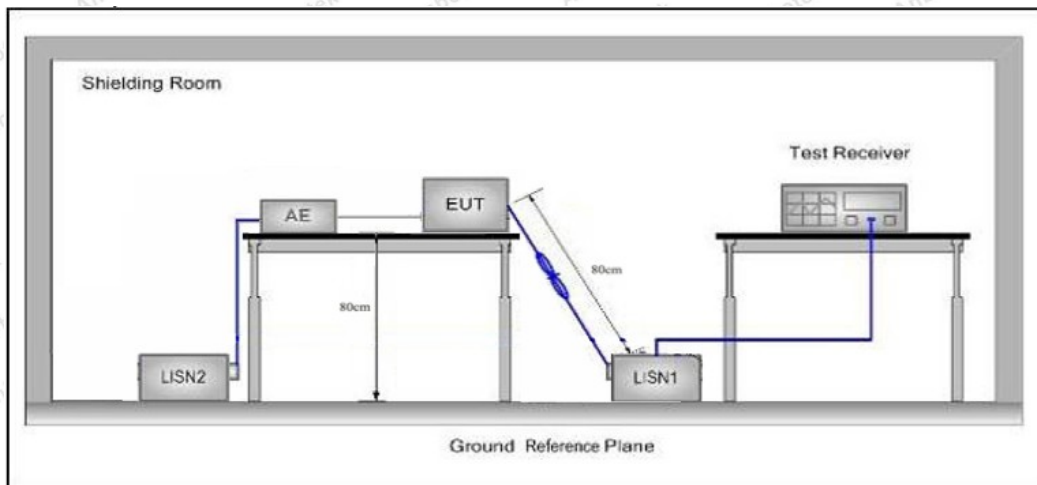 Shielding Room
Test Receiver
AE
EUT
80cm
80cm
LISN2
LISN1
Ground Reference Plane